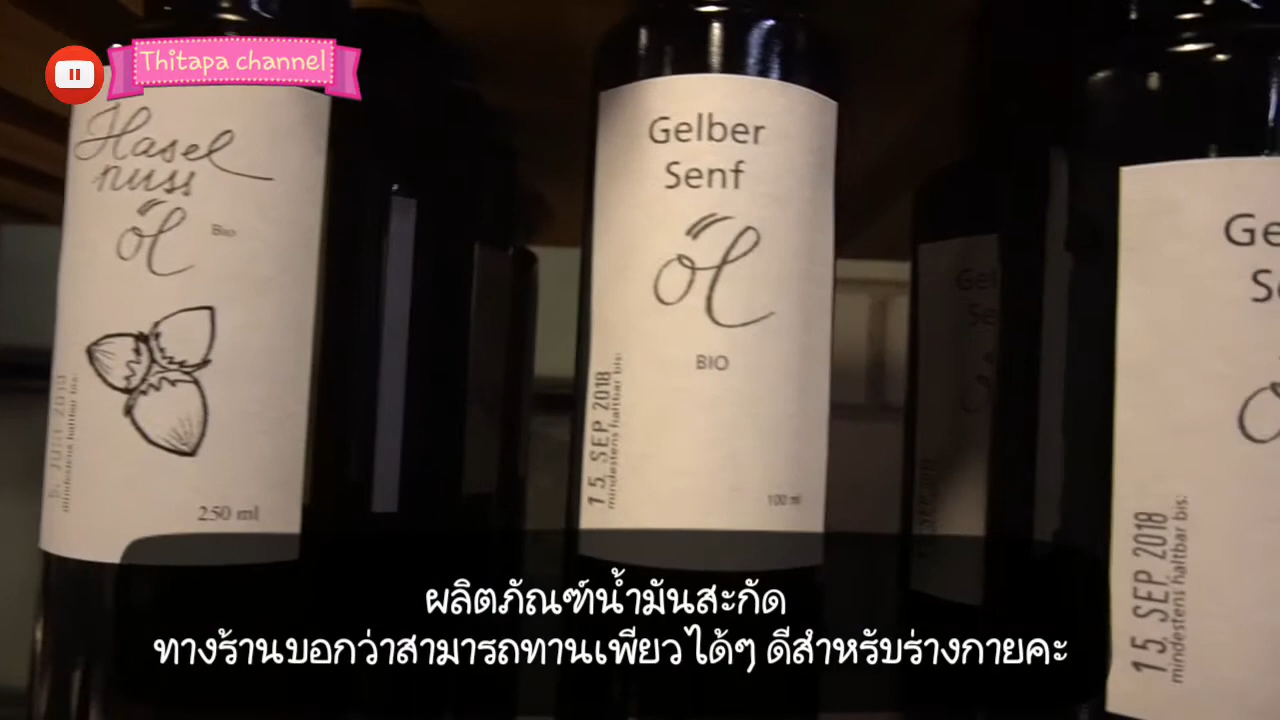 Thitapa channel
Hasel
nuss
öl
Bio
mindestens haltbar bis:
250 ml
Gelber
Senf
öl
BIO
15. SEP 2018
mindestens haltbar bis:
100 ml
Gel
Se
Ge
Se
15. SEP 2018
mindestens haltbar bis:
ผลิตภัณฑ์น้ำมันสะกัด
ทางร้านบอกว่าสามารถทานเพียวได้ๆ ดีสำหรับร่างกายคะ